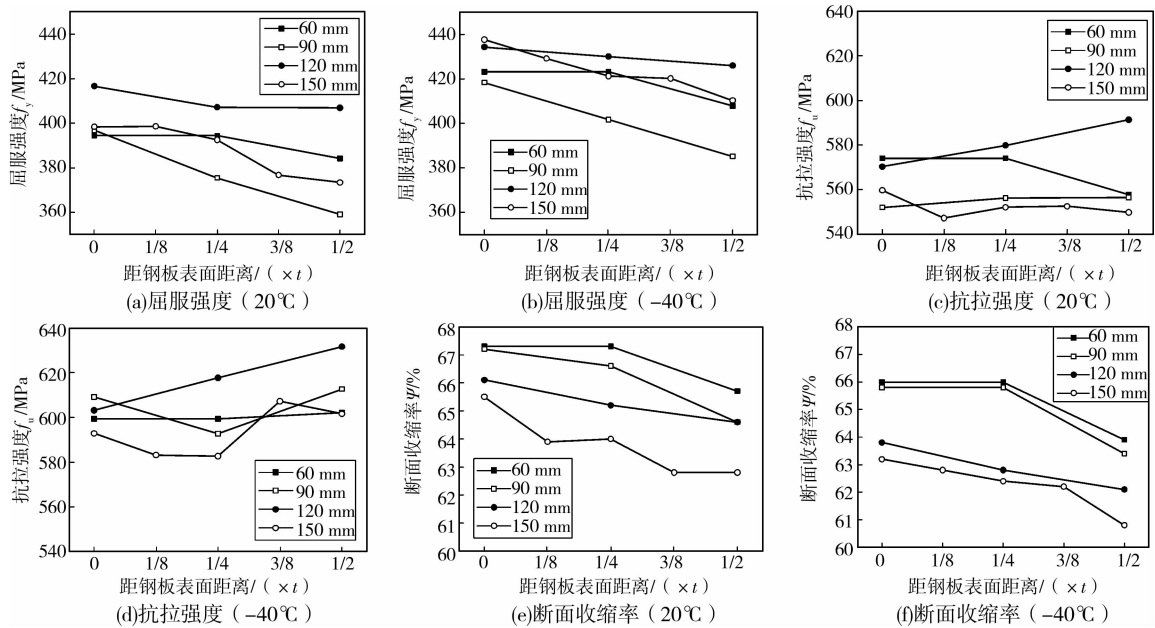 440
420
400
380
360
屈服强度fy/MPa
60 mm
90 mm
120 mm
150 mm
0 1/8 1/4 3/8 1/2
距钢板表面距离/（×t）
(a)屈服强度（20℃）
440
420
400
380
360
屈服强度fy/MPa
60 mm
90 mm
120 mm
150 mm
0 1/8 1/4 3/8 1/2
距钢板表面距离/（×t）
(b)屈服强度（-40℃）
620
600
580
560
540
抗拉强度fu/MPa
60 mm
90 mm
120 mm
150 mm
0 1/8 1/4 3/8 1/2
距钢板表面距离/（×t）
(c)抗拉强度（20℃）
640
620
600
580
560
540
抗拉强度fu/MPa
60 mm
90 mm
120 mm
150 mm
0 1/8 1/4 3/8 1/2
距钢板表面距离/（×t）
(d)抗拉强度（-40℃）
68
67
66
65
64
63
62
61
60
断面收缩率Ψ/%
60 mm
90 mm
120 mm
150 mm
0 1/8 1/4 3/8 1/2
距钢板表面距离/（×t）
(e)断面收缩率（20℃）
68
67
66
65
64
63
62
61
60
断面收缩率Ψ/%
60 mm
90 mm
120 mm
150 mm
0 1/8 1/4 3/8 1/2
距钢板表面距离/（×t）
(f)断面收缩率（-40℃）